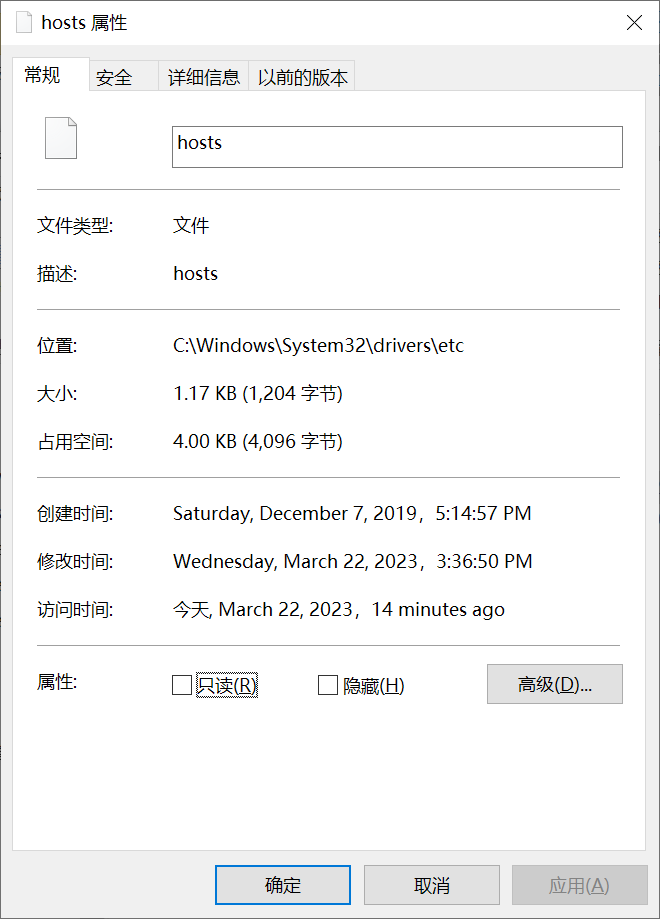 hosts 属性
常规 安全 详细信息 以前的版本
hosts
文件类型: 文件
描述: hosts
位置: C:\Windows\System32\drivers\etc
大小: 1.17 KB (1,204 字节)
占用空间: 4.00 KB (4,096 字节)
创建时间: Saturday, December 7, 2019，5:14:57 PM
修改时间: Wednesday, March 22, 2023，3:36:50 PM
访问时间: 今天, March 22, 2023，14 minutes ago
属性: 只读(R) 隐藏(H) 高级(D)...
确定 取消 应用(A)